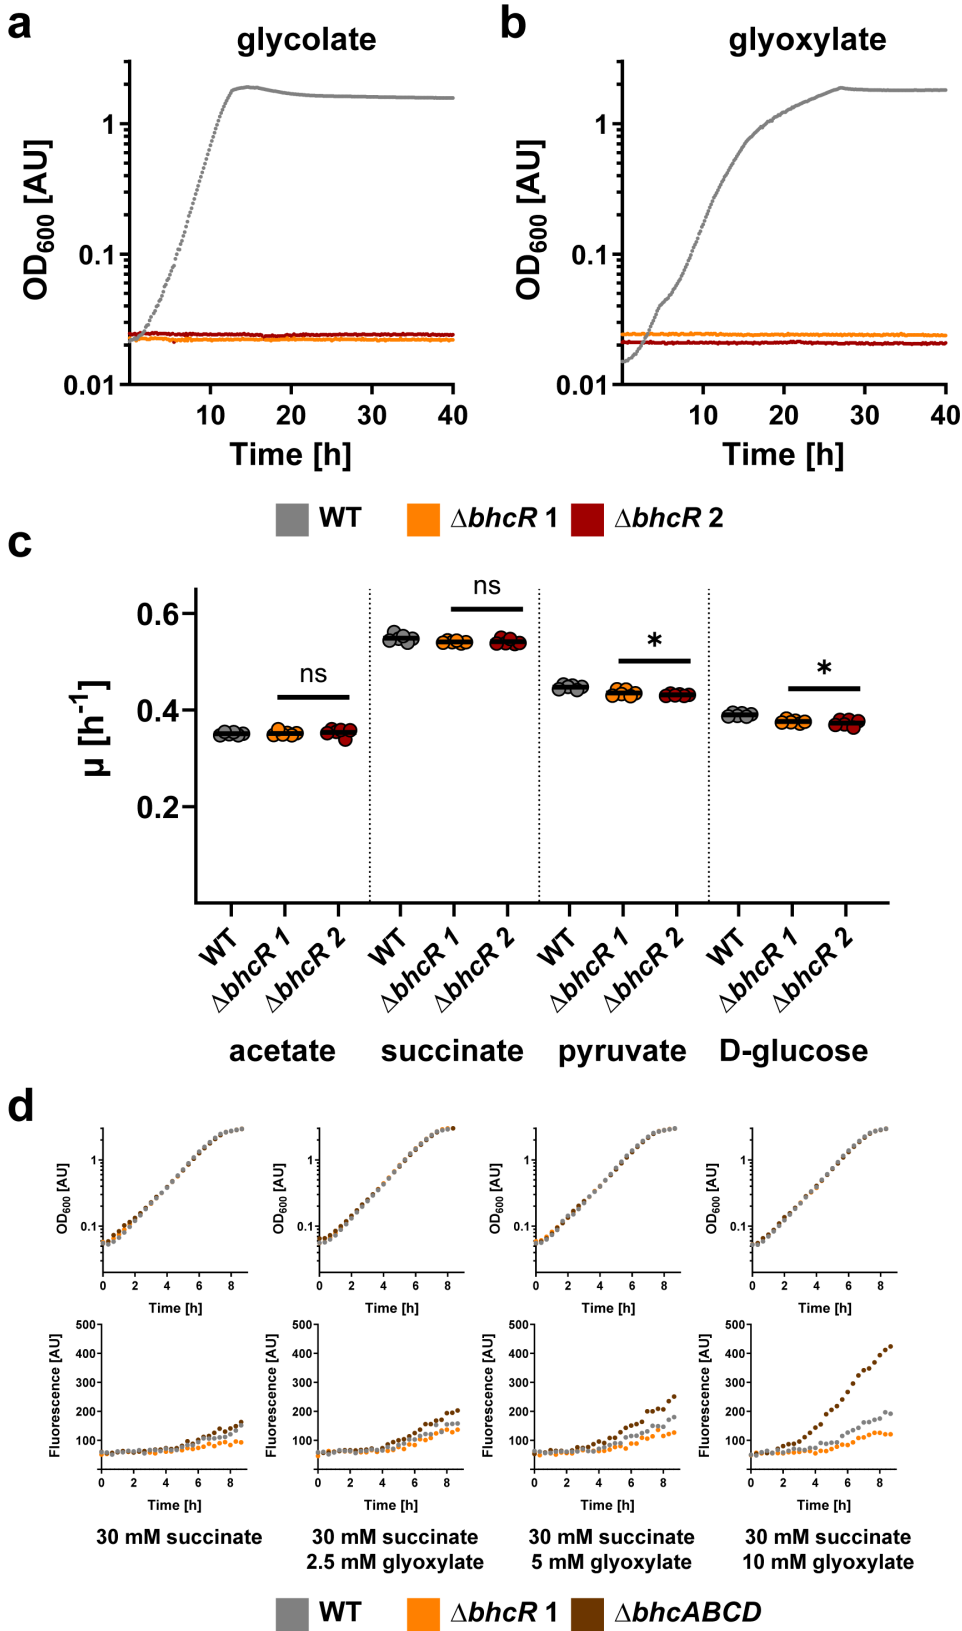 a
glycolate
OD600 [AU]
1
0.1
0.01
10 20 30 40
Time [h]
b
glyoxylate
OD600 [AU]
1
0.1
0.01
10 20 30 40
Time [h]
WT ΔbhcR 1 ΔbhcR 2
c
µ [h-1]
0.6
0.4
0.2
ns ns * *
WT ΔbhcR 1 ΔbhcR 2 WT ΔbhcR 1 ΔbhcR 2 WT ΔbhcR 1 ΔbhcR 2 WT ΔbhcR 1 ΔbhcR 2
acetate succinate pyruvate D-glucose
d
OD600 [AU] OD600 [AU] OD600 [AU] OD600 [AU]
1 1 1 1
0.1 0.1 0.1 0.1
0 2 4 6 8 0 2 4 6 8 0 2 4 6 8 0 2 4 6 8
Time [h] Time [h] Time [h] Time [h]
Fluorescence [AU] Fluorescence [AU] Fluorescence [AU] Fluorescence [AU]
500 500 500 500
400 400 400 400
300 300 300 300
200 200 200 200
100 100 100 100
0 2 4 6 8 0 2 4 6 8 0 2 4 6 8 0 2 4 6 8
Time [h] Time [h] Time [h] Time [h]
30 mM succinate 30 mM succinate 30 mM succinate 30 mM succinate
2.5 mM glyoxylate 5 mM glyoxylate 10 mM glyoxylate
WT ΔbhcR 1 ΔbhcABCD